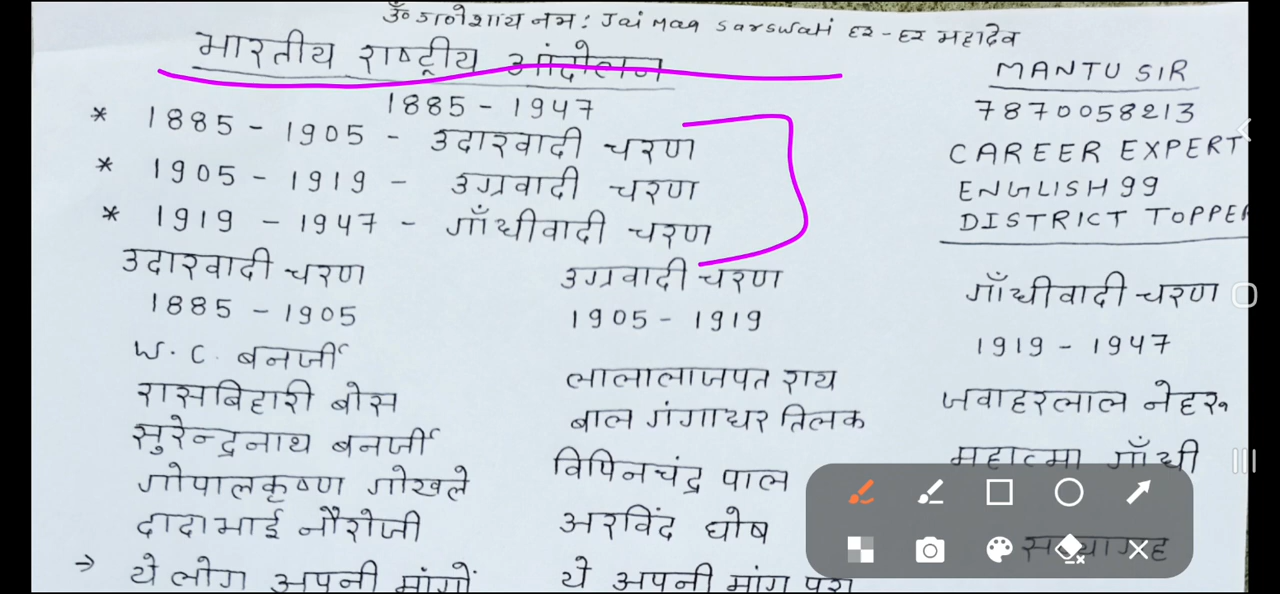 ॐ गणेशाय नमः Jai Maa Sarswati हर-हर महादेव
भारतीय राष्ट्रीय आंदोलन
1885 - 1947
* 1885 - 1905 - उदारवादी चरण
* 1905 - 1919 - उग्रवादी चरण
* 1919 - 1947 - गाँधीवादी चरण
MANTU SIR
7870058213
CAREER EXPERT
ENGLISH 99
DISTRICT TOPPER
उदारवादी चरण
1885 - 1905
W. C. बनर्जी
रासबिहारी बोस
सुरेन्द्रनाथ बनर्जी
गोपालकृष्ण गोखले
दादाभाई नौरोजी
→ ये लोग अपनी मांगों
उग्रवादी चरण
1905 - 1919
लाला लाजपत राय
बाल गंगाधर तिलक
विपिनचंद्र पाल
अरविंद घोष
ये अपनी मांग
गाँधीवादी चरण
1919 - 1947
जवाहरलाल नेहरू
महात्मा गाँधी
सत्याग्रह